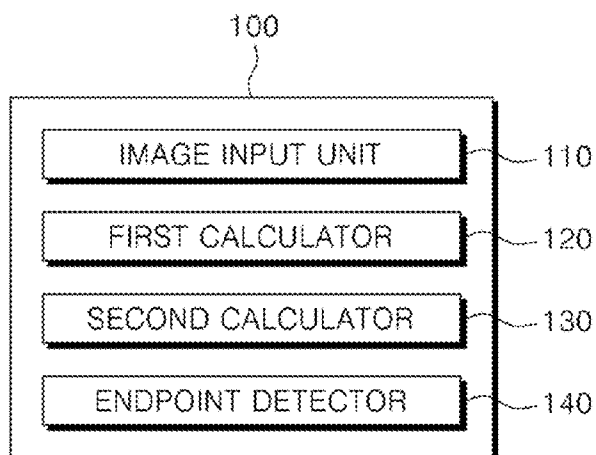 100
IMAGE INPUT UNIT 110
FIRST CALCULATOR 120
SECOND CALCULATOR 130
ENDPOINT DETECTOR 140